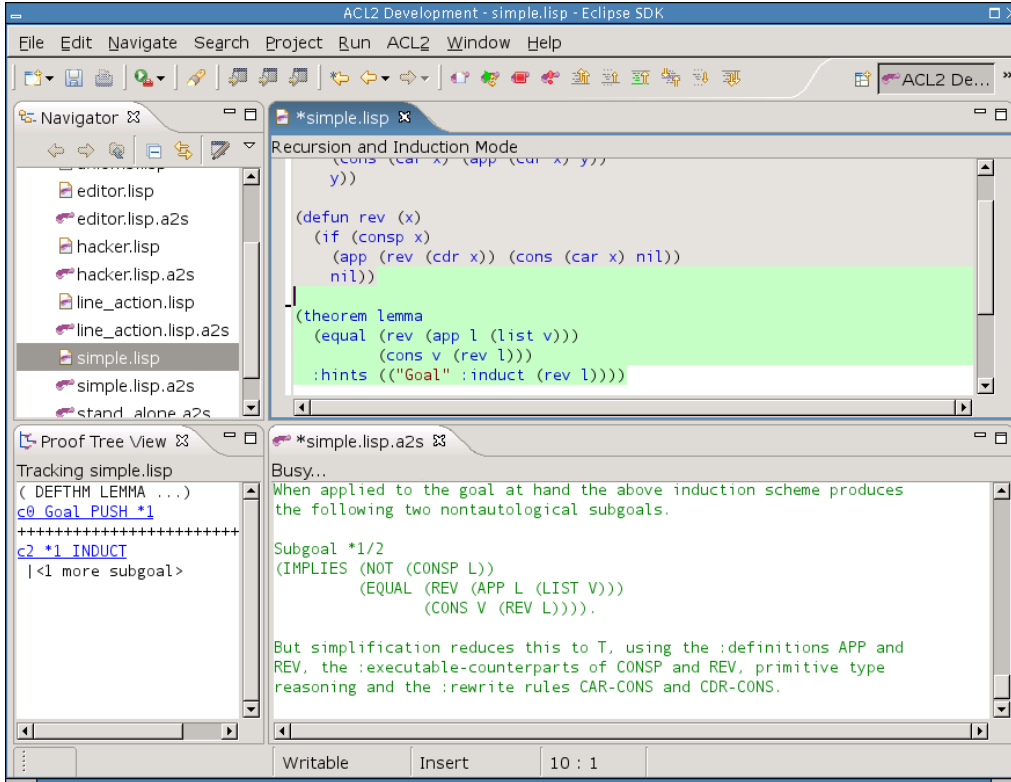 ACL2 Development - simple.lisp - Eclipse SDK
File Edit Navigate Search Project Run ACL2 Window Help
ACL2 De... »
Navigator
editor.lisp
editor.lisp.a2s
hacker.lisp
hacker.lisp.a2s
line_action.lisp
line_action.lisp.a2s
simple.lisp
simple.lisp.a2s
stand_alone.a2s
*simple.lisp
Recursion and Induction Mode
(cons (car x) (app (cdr x) y))
y))
(defun rev (x)
(if (consp x)
(app (rev (cdr x)) (cons (car x) nil))
nil))
(theorem lemma
(equal (rev (app l (list v)))
(cons v (rev l)))
:hints (("Goal" :induct (rev l))))
Proof Tree View
Tracking simple.lisp
( DEFTHM LEMMA ...)
c0 Goal PUSH *1
++++++++++++++++++++++++
c2 *1 INDUCT
|<1 more subgoal>
*simple.lisp.a2s
Busy...
When applied to the goal at hand the above induction scheme produces
the following two nontautological subgoals.
Subgoal *1/2
(IMPLIES (NOT (CONSP L))
(EQUAL (REV (APP L (LIST V)))
(CONS V (REV L)))).
But simplification reduces this to T, using the :definitions APP and
REV, the :executable-counterparts of CONSP and REV, primitive type
reasoning and the :rewrite rules CAR-CONS and CDR-CONS.
Writable Insert 10 : 1